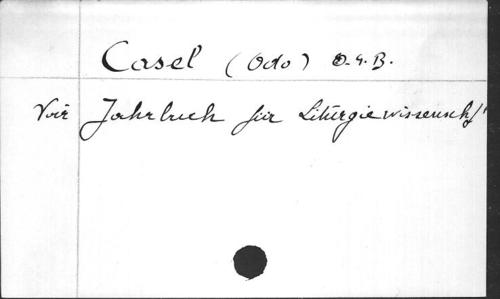 Casel (Odo) O.S.B.
Voir Jahrbuch für Liturgiewissensch/